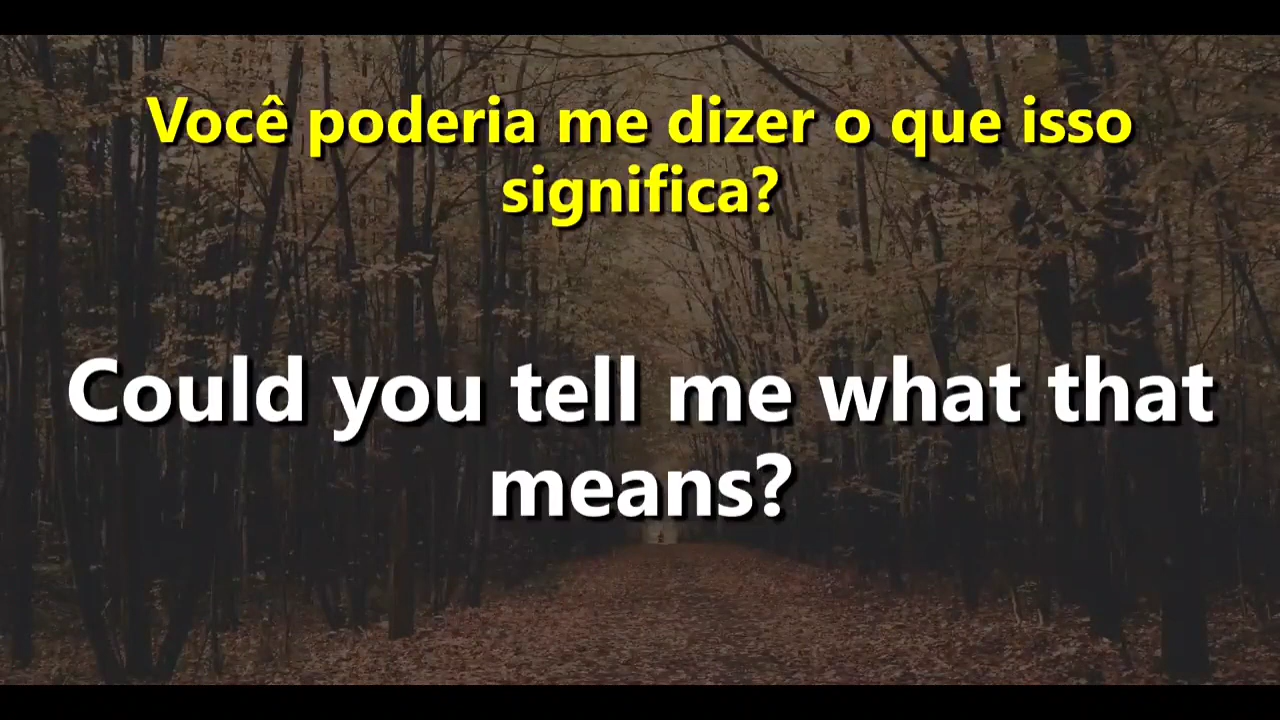 Você poderia me dizer o que isso
significa?
Could you tell me what that
means?